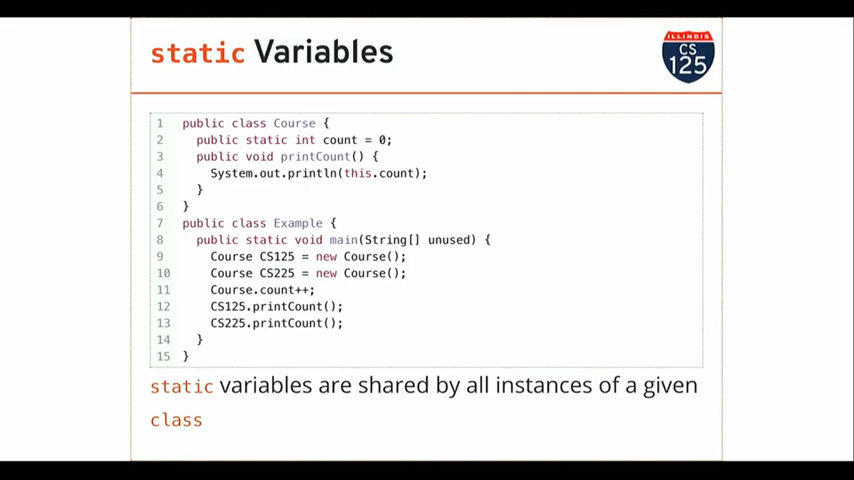 static Variables
ILLINOIS
CS
125
1 public class Course {
2   public static int count = 0;
3   public void printCount() {
4     System.out.println(this.count);
5   }
6 }
7 public class Example {
8   public static void main(String[] unused) {
9     Course CS125 = new Course();
10     Course CS225 = new Course();
11     Course.count++;
12     CS125.printCount();
13     CS225.printCount();
14   }
15 }
static variables are shared by all instances of a given
class